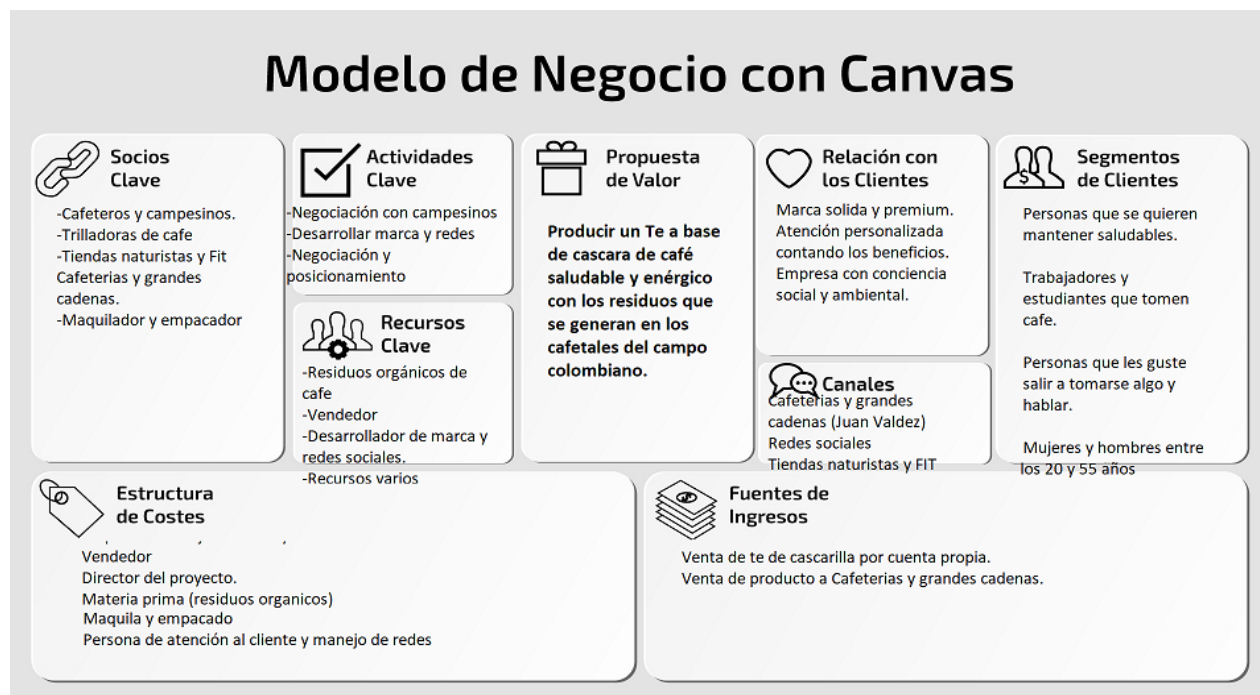 Modelo de Negocio con Canvas
Socios
Clave
-Cafeteros y campesinos.
-Trilladoras de cafe
-Tiendas naturistas y Fit
Cafeterias y grandes
cadenas.
-Maquilador y empacador
Actividades
Clave
-Negociación con campesinos
-Desarrollar marca y redes
-Negociación y
posicionamiento
Recursos
Clave
-Residuos orgánicos de
cafe
-Vendedor
-Desarrollador de marca y
redes sociales.
-Recursos varios
Propuesta
de Valor
Producir un Te a base
de cascara de café
saludable y enérgico
con los residuos que
se generan en los
cafetales del campo
colombiano.
Relación con
los Clientes
Marca solida y premium.
Atención personalizada
contando los beneficios.
Empresa con conciencia
social y ambiental.
Canales
Cafeterias y grandes
cadenas (Juan Valdez)
Redes sociales
Tiendas naturistas y FIT
Segmentos
de Clientes
Personas que se quieren
mantener saludables.
Trabajadores y
estudiantes que tomen
cafe.
Personas que les guste
salir a tomarse algo y
hablar.
Mujeres y hombres entre
los 20 y 55 años
Estructura
de Costes
Vendedor
Director del proyecto.
Materia prima (residuos organicos)
Maquila y empacado
Persona de atención al cliente y manejo de redes
Fuentes de
Ingresos
Venta de te de cascarilla por cuenta propia.
Venta de producto a Cafeterias y grandes cadenas.